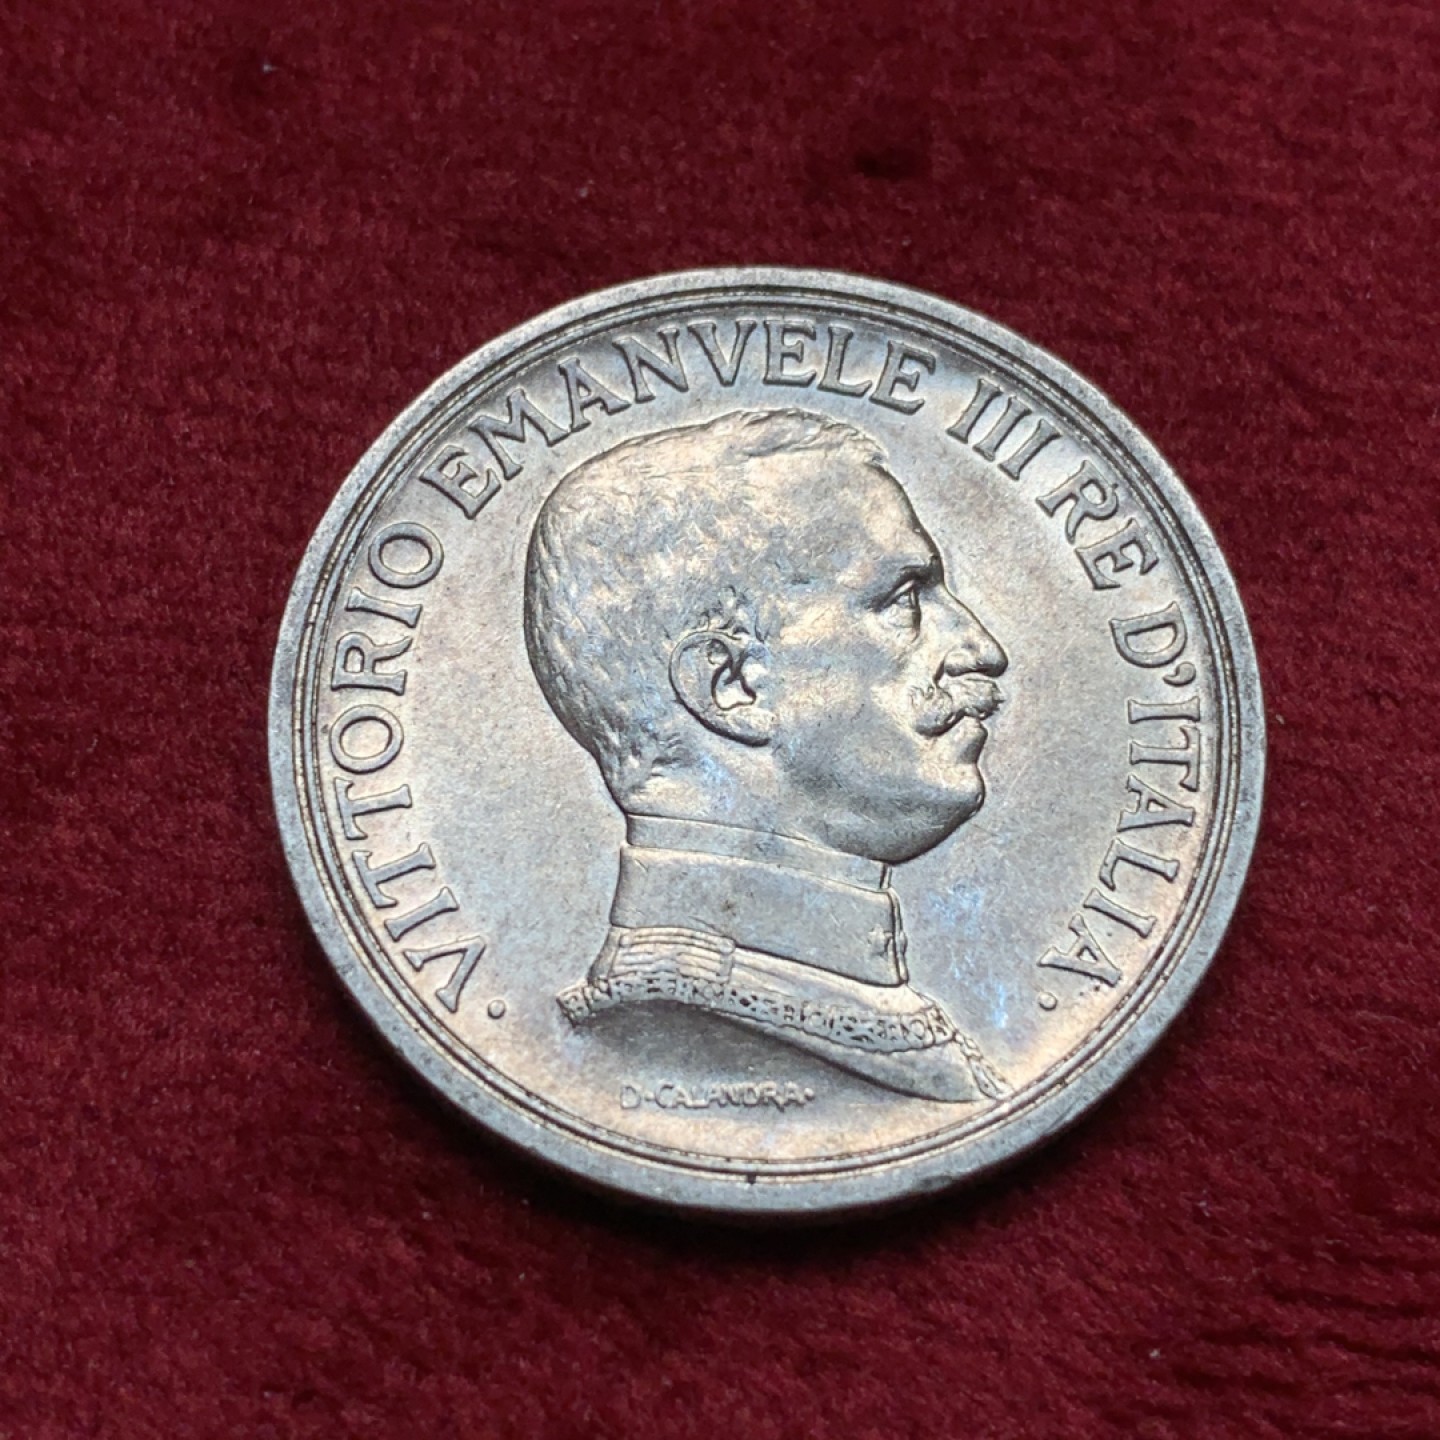 · VITTORIO EMANVELE III RE D'ITALIA ·
D·CALANDRA·